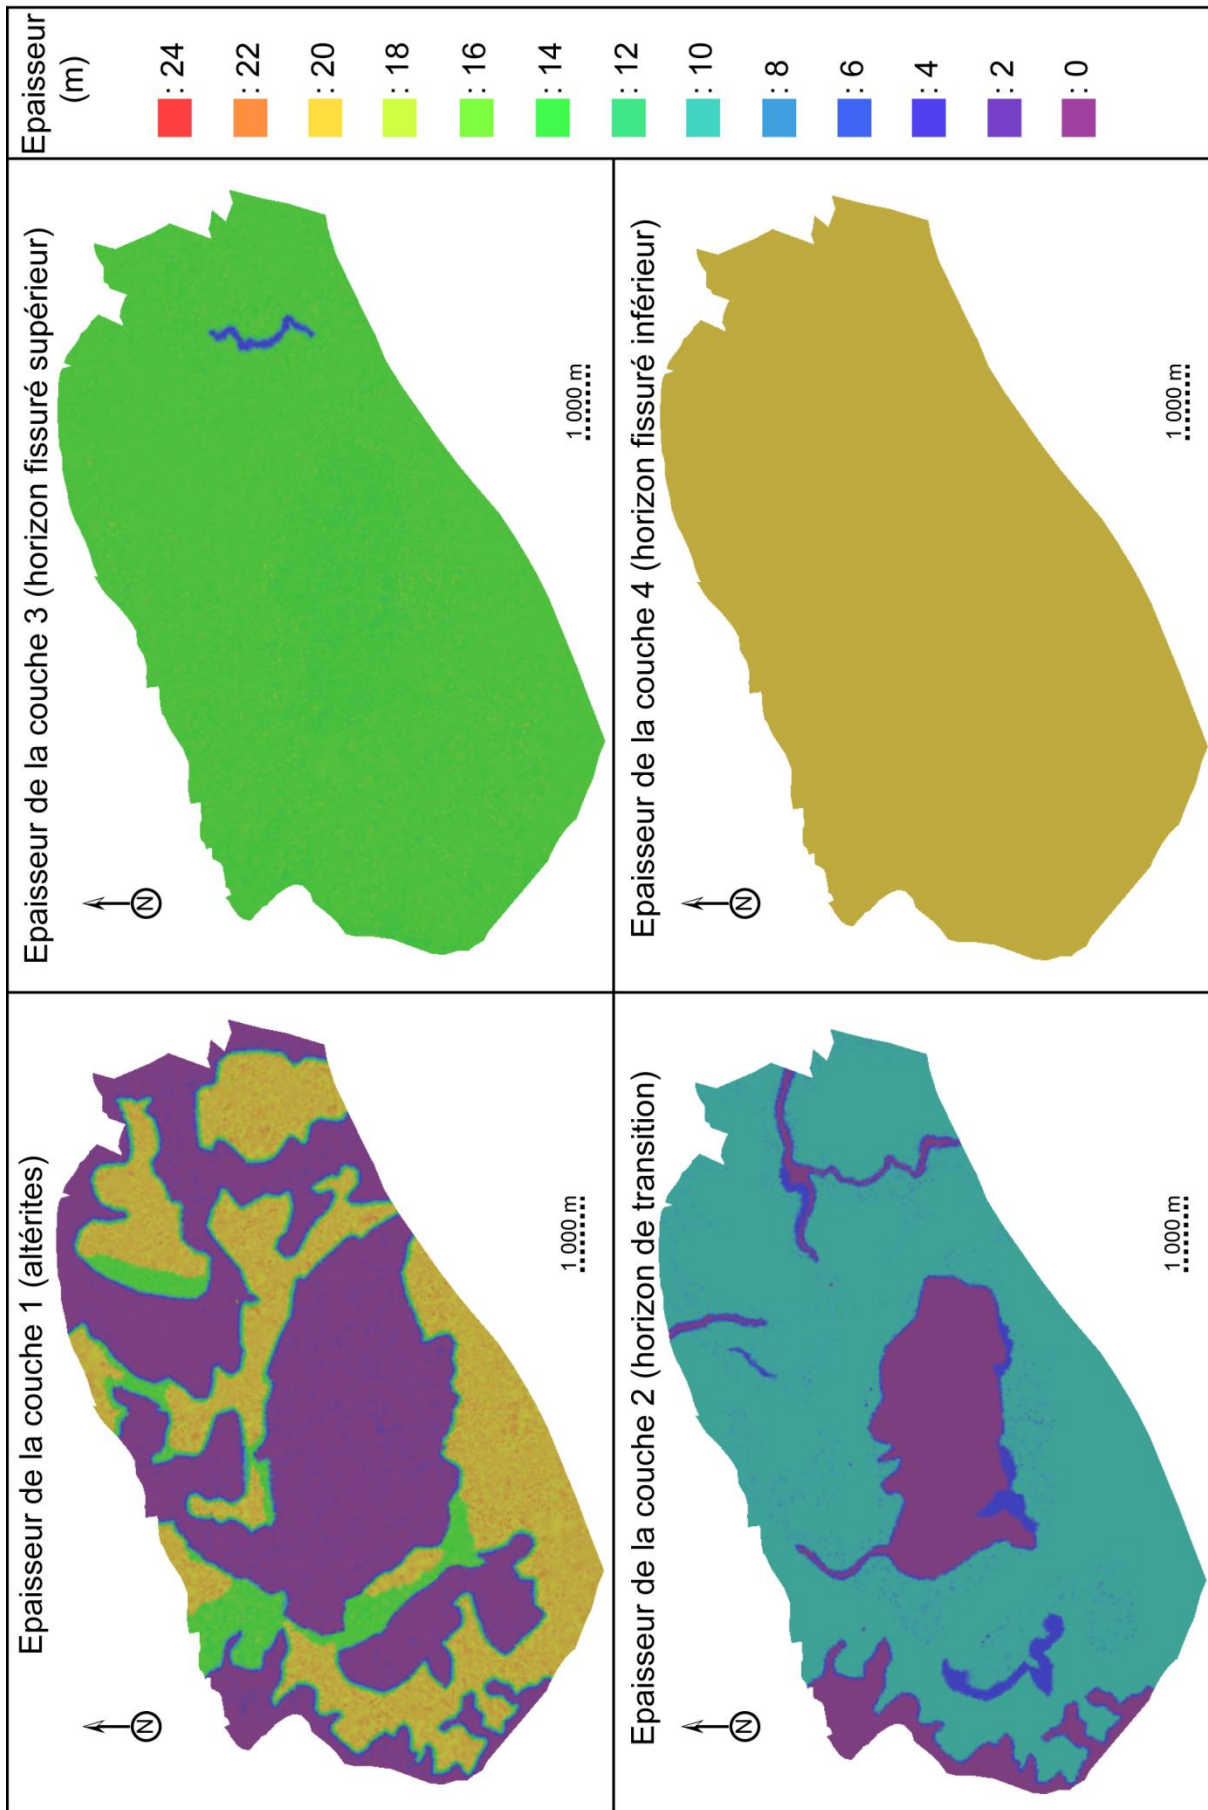 Epaisseur de la couche 1 (altérites)
N
1 000 m
Epaisseur de la couche 3 (horizon fissuré supérieur)
N
1 000 m
Epaisseur
(m)
: 24
: 22
: 20
: 18
: 16
: 14
: 12
: 10
: 8
: 6
: 4
: 2
: 0
Epaisseur de la couche 2 (horizon de transition)
N
1 000 m
Epaisseur de la couche 4 (horizon fissuré inférieur)
N
1 000 m